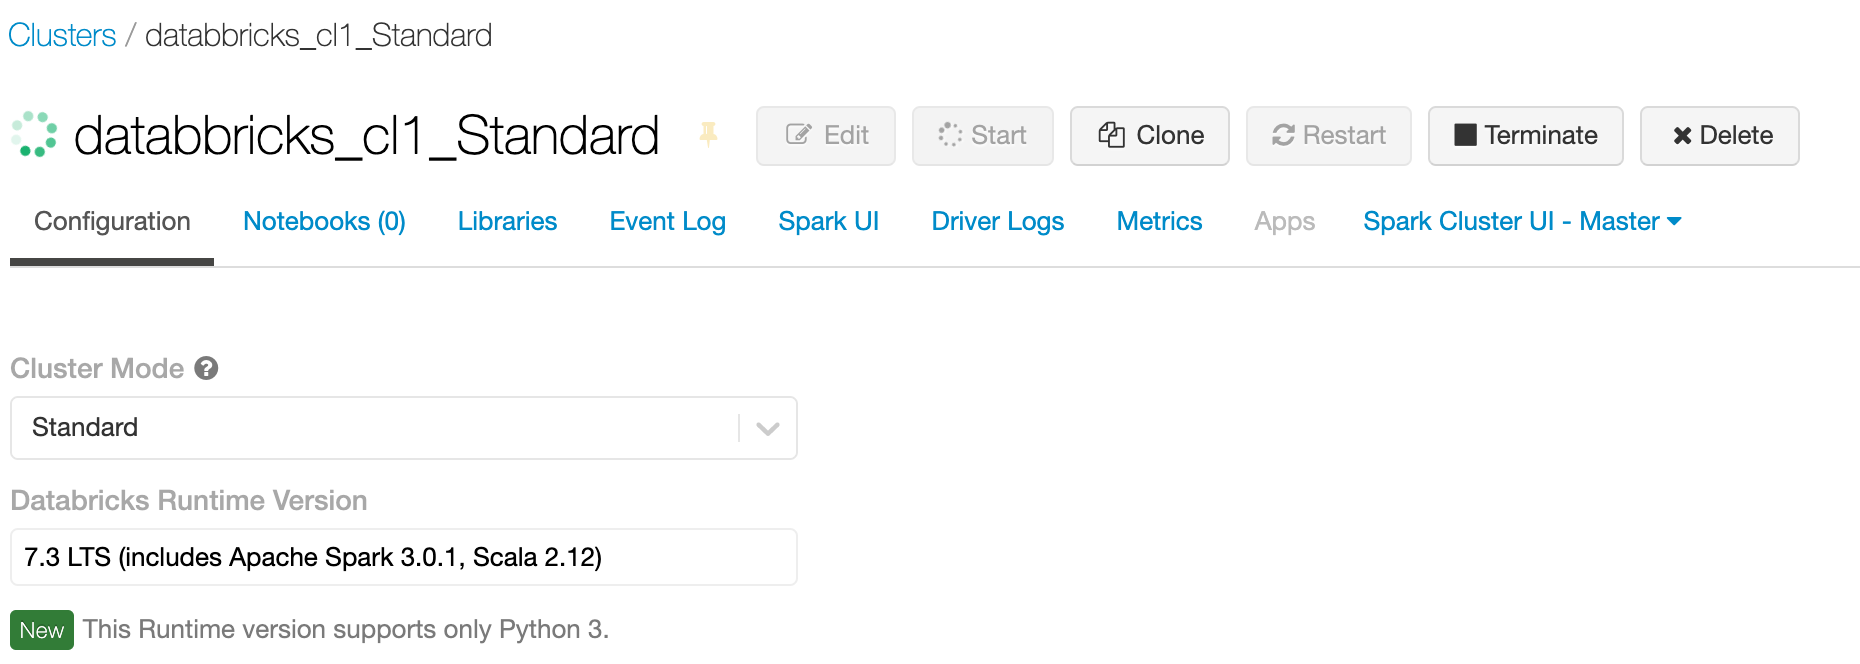 Clusters / databbricks_cl1_Standard
databbricks_cl1_Standard Edit Start Clone Restart Terminate Delete
Configuration Notebooks (0) Libraries Event Log Spark UI Driver Logs Metrics Apps Spark Cluster UI - Master
Cluster Mode ?
Standard
Databricks Runtime Version
7.3 LTS (includes Apache Spark 3.0.1, Scala 2.12)
New This Runtime version supports only Python 3.